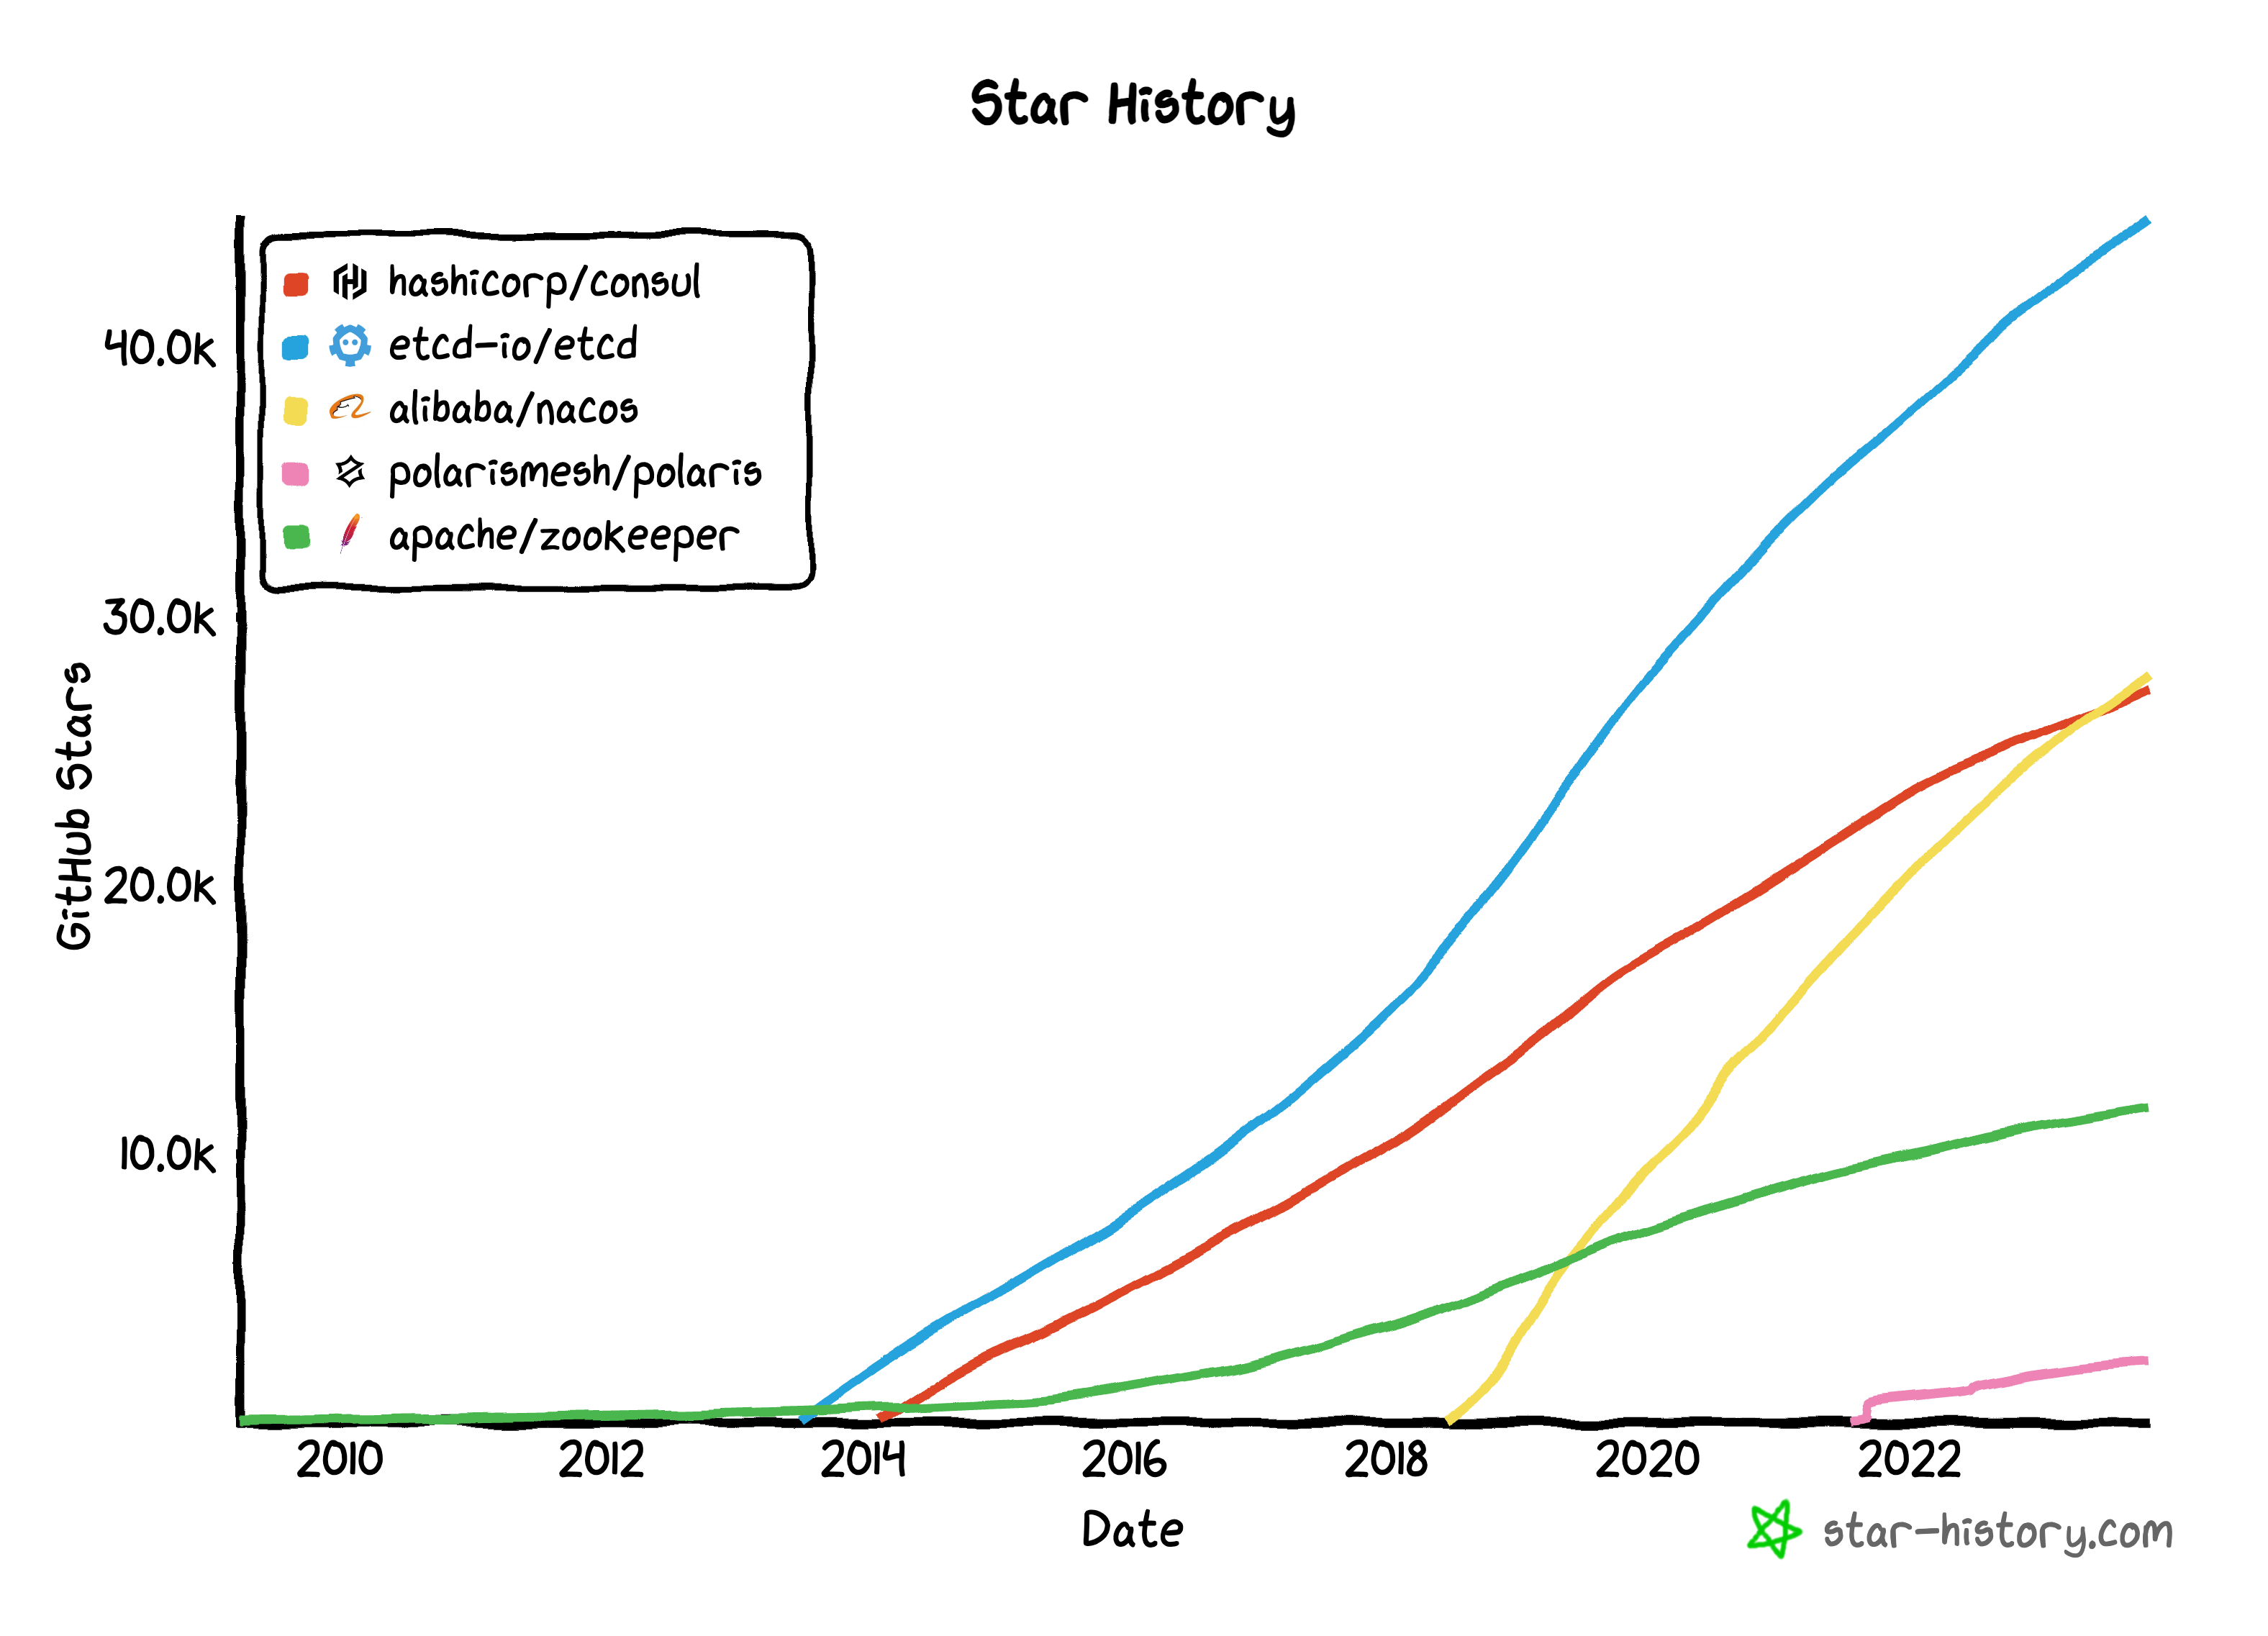 Star History
hashicorp/consul
etcd-io/etcd
alibaba/nacos
polarismesh/polaris
apache/zookeeper
40.0k
30.0k
20.0k
10.0k
GitHub Stars
2010 2012 2014 2016 2018 2020 2022
Date
star-history.com